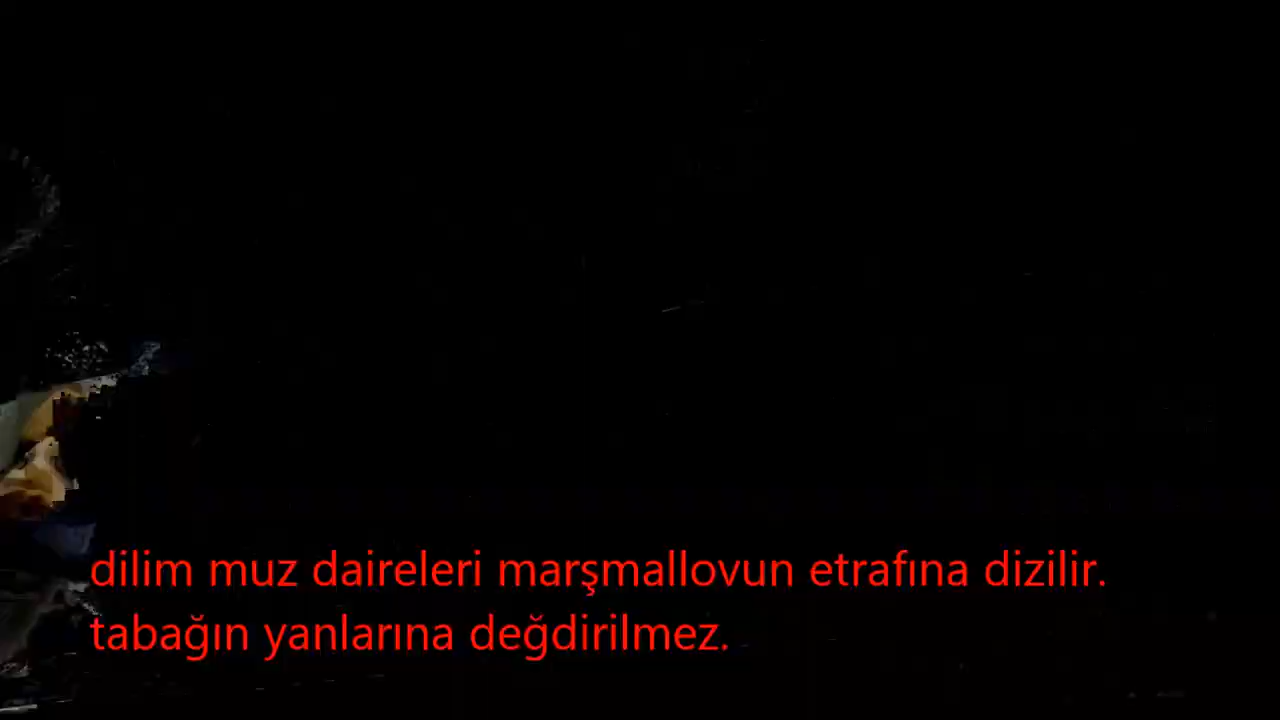 dilim muz daireleri marşmallovun etrafına dizilir.
tabağın yanlarına değdirilmez.